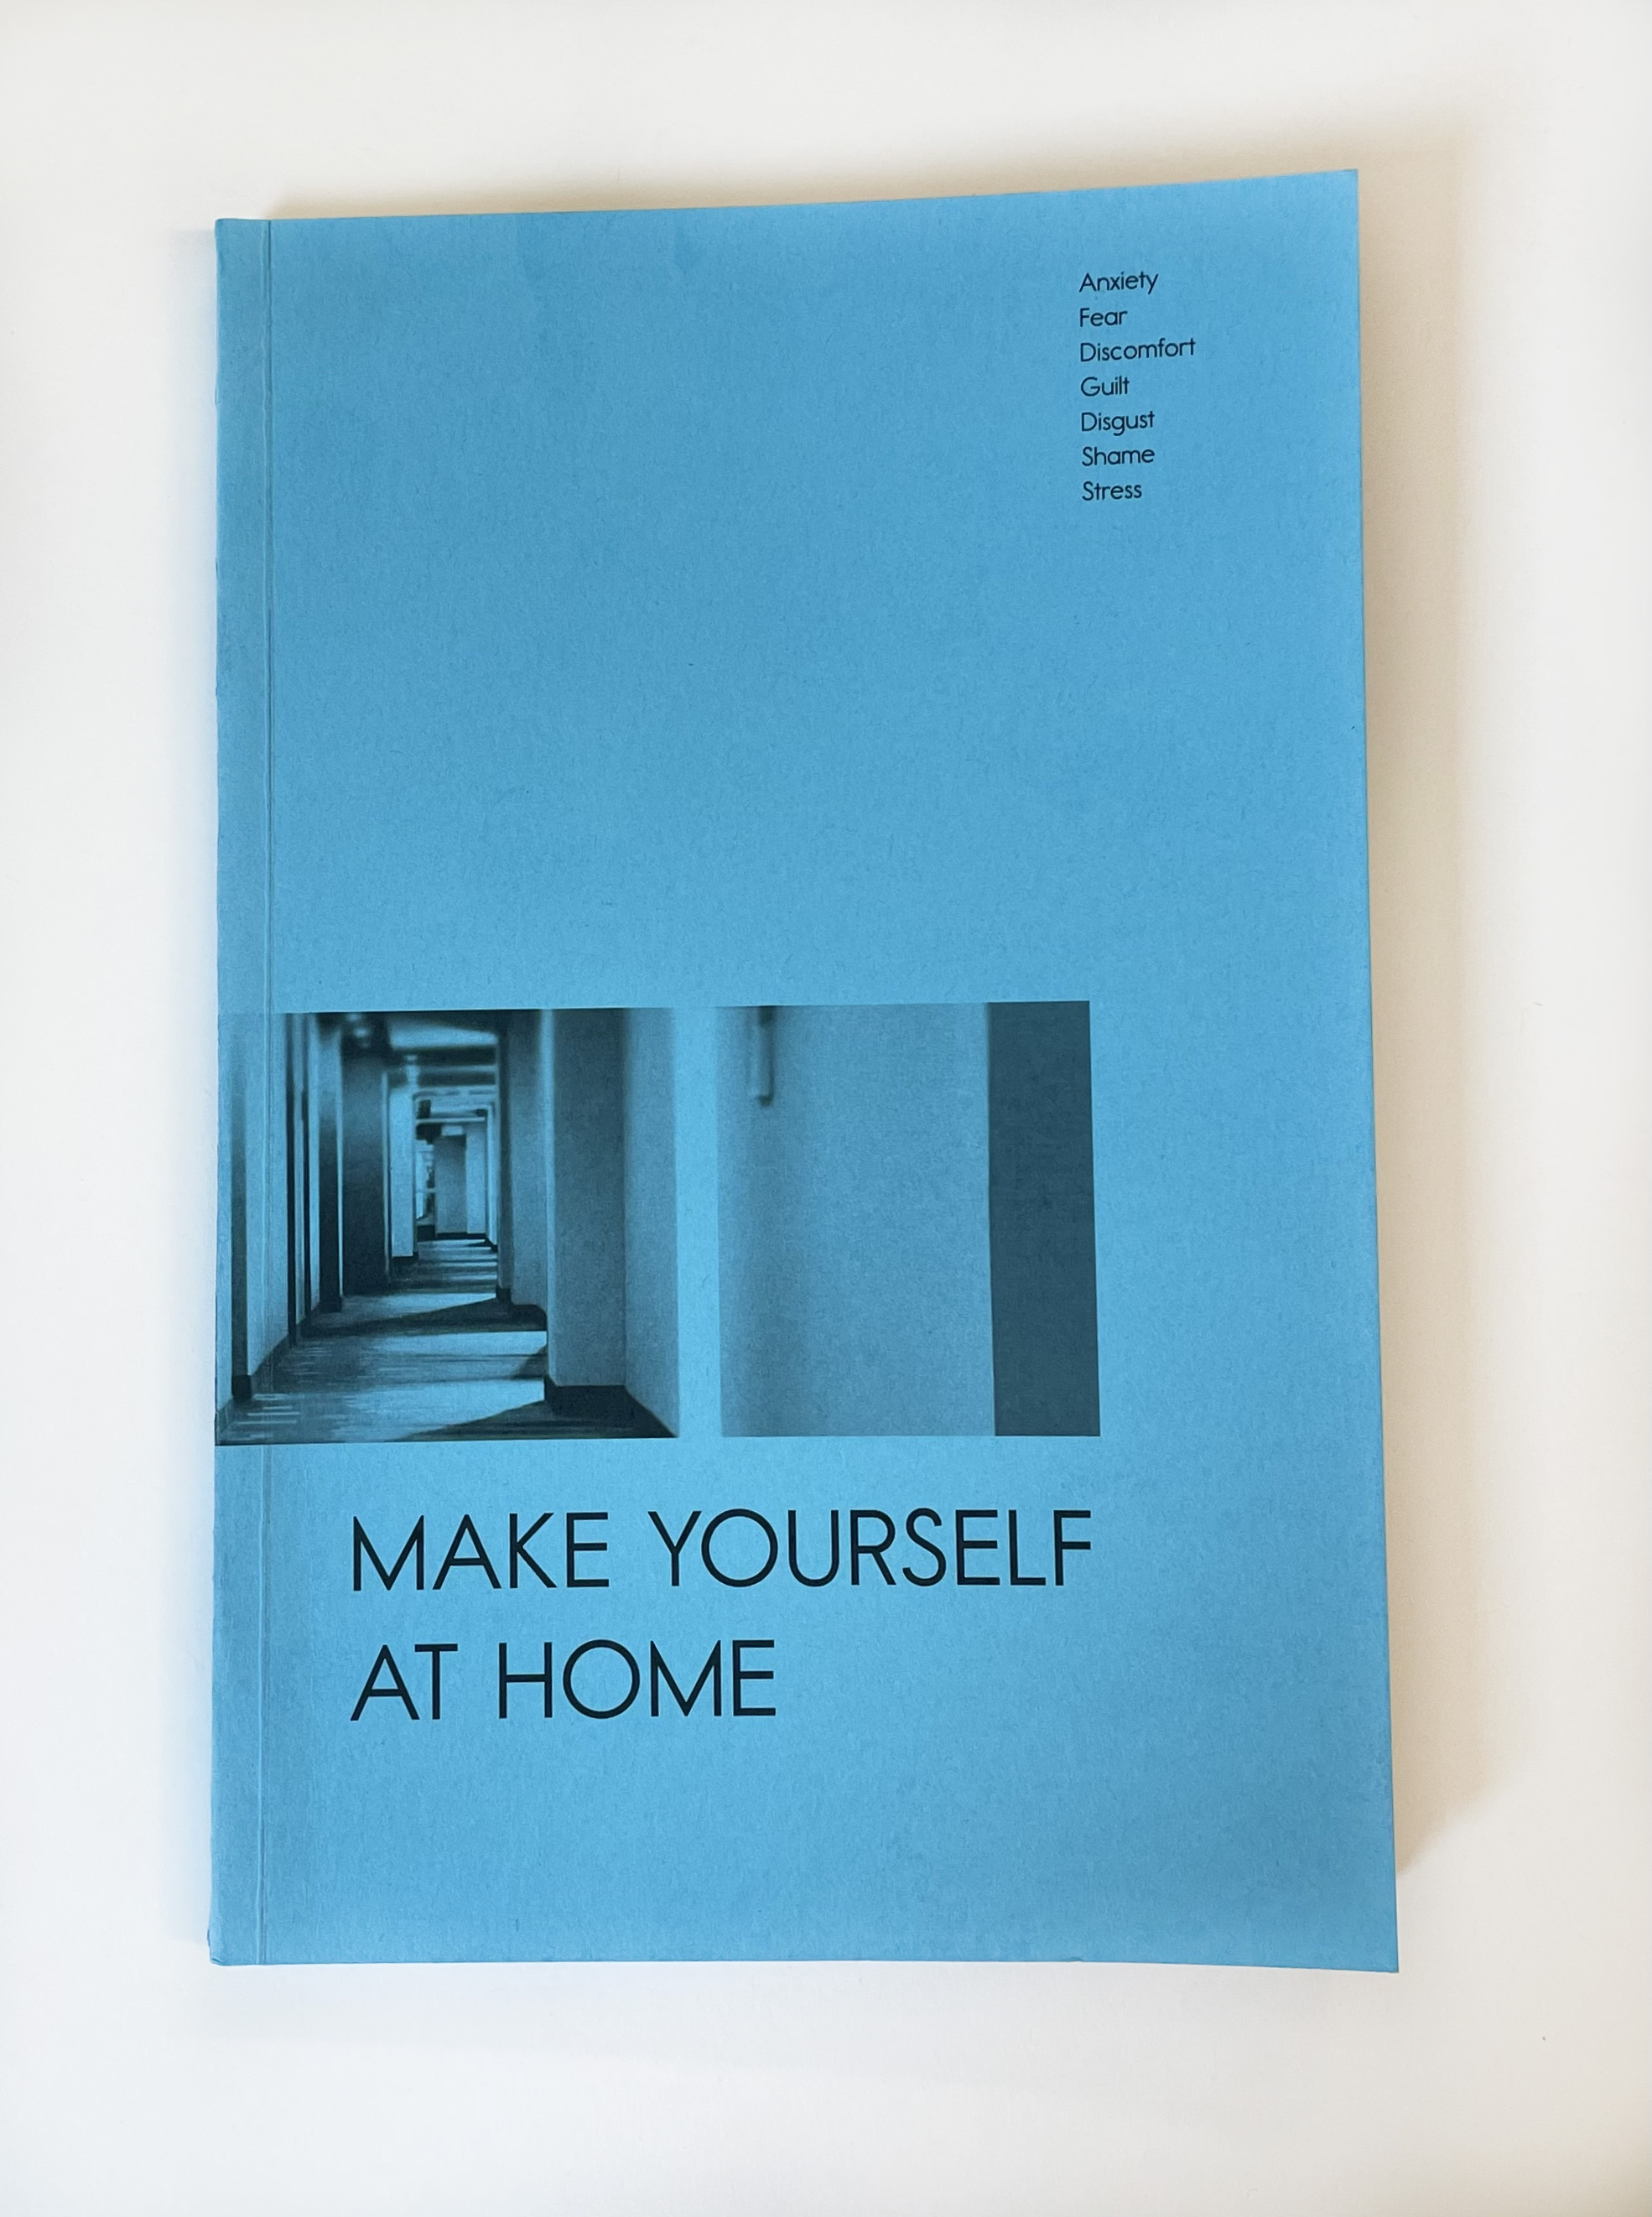 Anxiety
Fear
Discomfort
Guilt
Disgust
Shame
Stress
MAKE YOURSELF
AT HOME